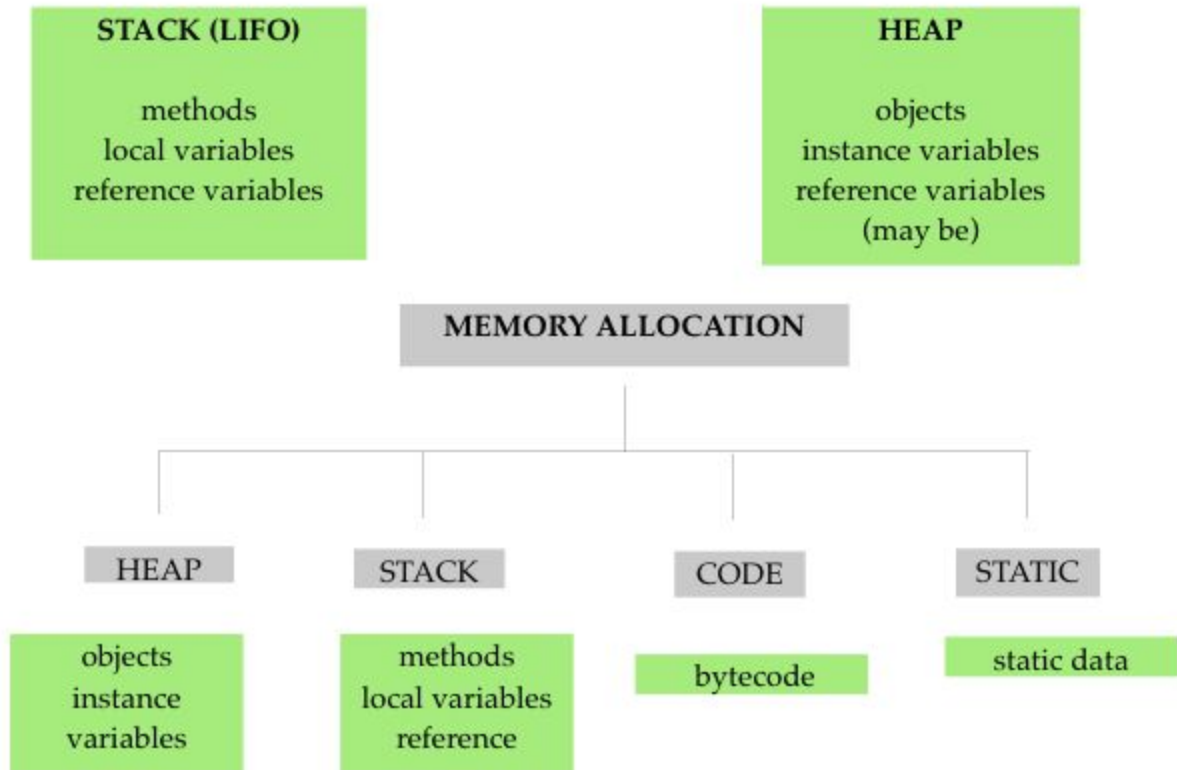 STACK (LIFO)
methods
local variables
reference variables
HEAP
objects
instance variables
reference variables
(may be)
MEMORY ALLOCATION
HEAP
STACK
CODE
STATIC
objects
instance
variables
methods
local variables
reference
bytecode
static data